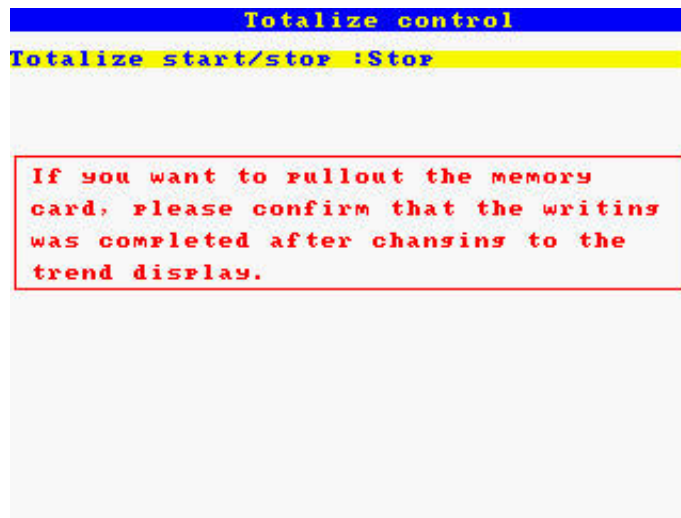 Totalize control
Totalize start/stop :Stop
If you want to pullout the memory
card, please confirm that the writing
was completed after changing to the
trend display.